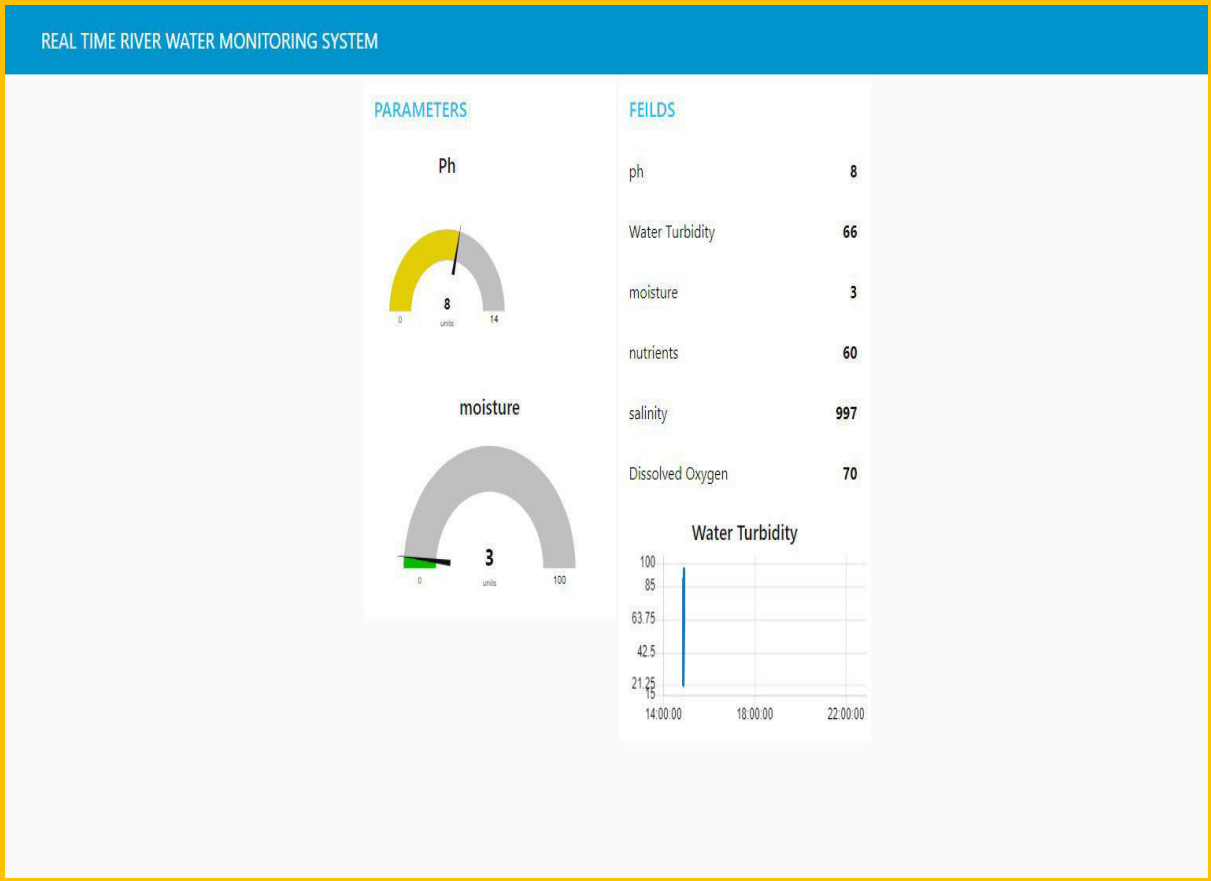 REAL TIME RIVER WATER MONITORING SYSTEM
PARAMETERS
Ph
8
units
0
14
moisture
3
units
0
100
FEILDS
ph 8
Water Turbidity 66
moisture 3
nutrients 60
salinity 997
Dissolved Oxygen 70
Water Turbidity
100
85
63.75
42.5
21.25
15
14:00:00 18:00:00 22:00:00